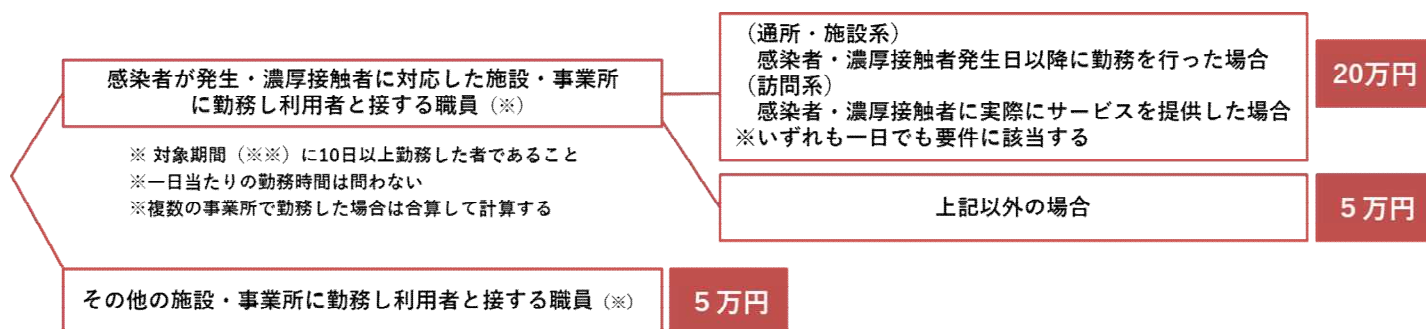 感染者が発生・濃厚接触者に対応した施設・事業所
に勤務し利用者と接する職員（※）
※ 対象期間（※※）に10日以上勤務した者であること
※一日当たりの勤務時間は問わない
※複数の事業所で勤務した場合は合算して計算する
（通所・施設系）
感染者・濃厚接触者発生日以降に勤務を行った場合
（訪問系）
感染者・濃厚接触者に実際にサービスを提供した場合
※いずれも一日でも要件に該当する
20万円
上記以外の場合
５万円
その他の施設・事業所に勤務し利用者と接する職員（※）
５万円